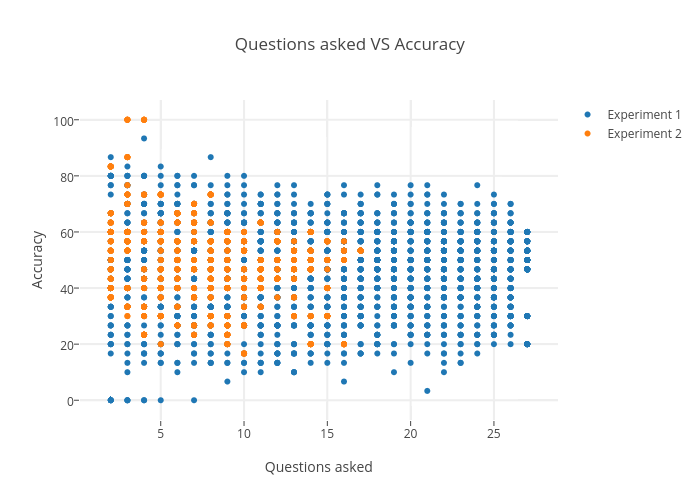 Questions asked VS Accuracy
Experiment 1
Experiment 2
100
80
60
40
20
0
Accuracy
5
10
15
20
25
Questions asked